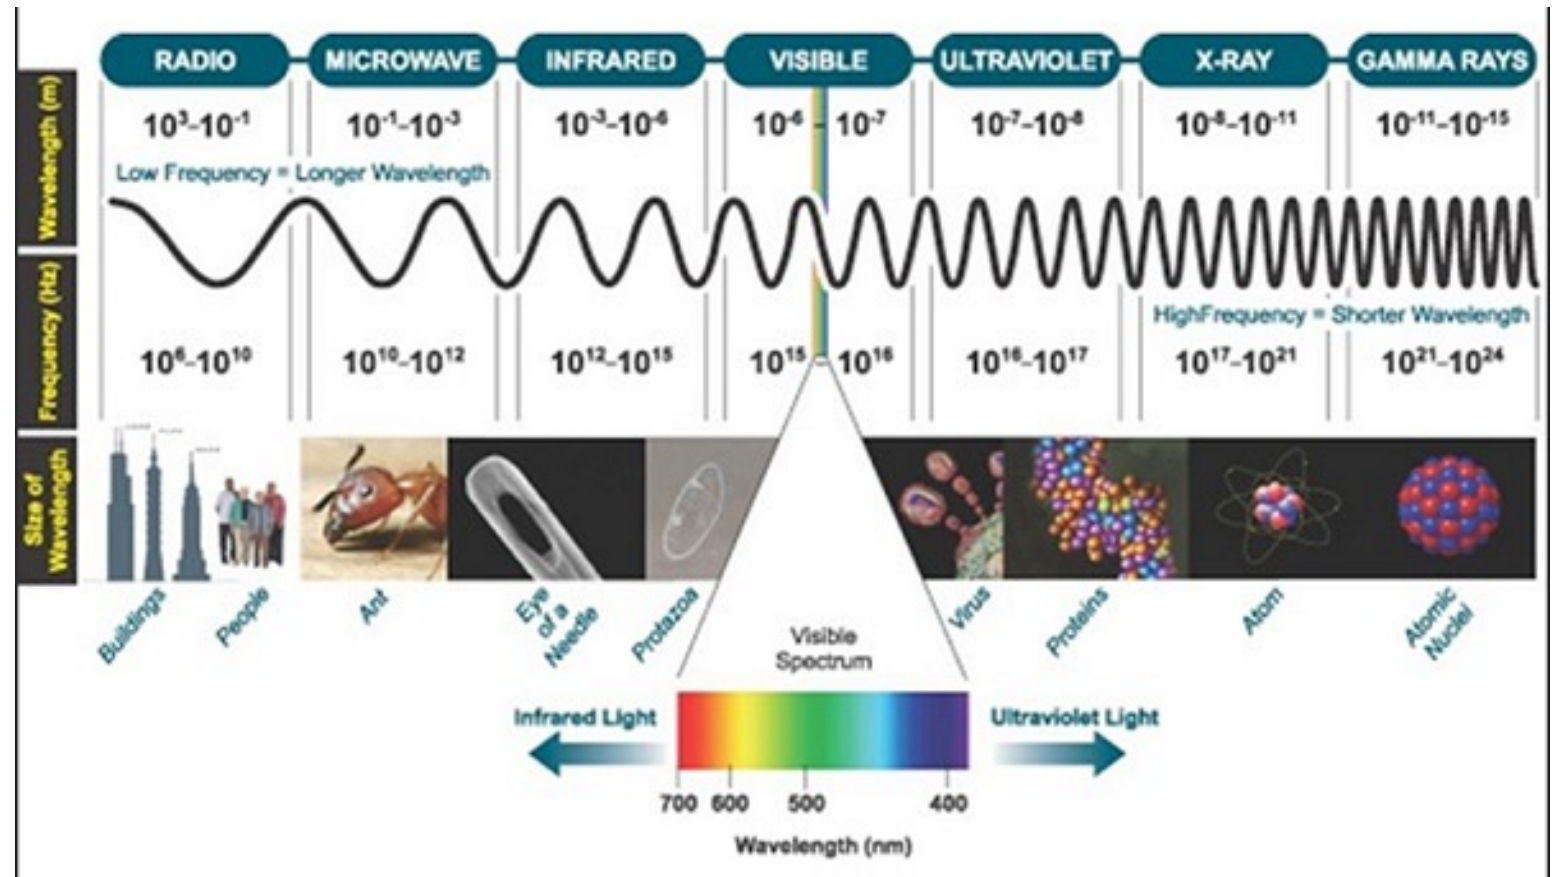 RADIO
MICROWAVE
INFRARED
VISIBLE
ULTRAVIOLET
X-RAY
GAMMA RAYS
Wavelength (m)
10³-10⁻¹
10⁻¹-10⁻³
10⁻³-10⁻⁶
10⁻⁶ - 10⁻⁷
10⁻⁷-10⁻⁸
10⁻⁸-10⁻¹¹
10⁻¹¹-10⁻¹⁵
Low Frequency = Longer Wavelength
Frequency (Hz)
HighFrequency = Shorter Wavelength
10⁶-10¹⁰
10¹⁰-10¹²
10¹²-10¹⁵
10¹⁵ - 10¹⁶
10¹⁶-10¹⁷
10¹⁷-10²¹
10²¹-10²⁴
Size of
Wavelength
Buildings
People
Ant
Eye
of a
Needle
Protazoa
Virus
Proteins
Atom
Atomic
Nuclei
Visible
Spectrum
Infrared Light
Ultraviolet Light
700 600 500 400
Wavelength (nm)